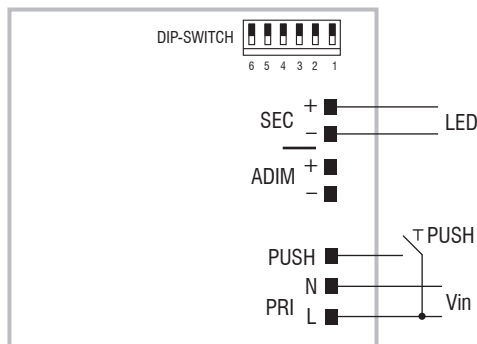 DIP-SWITCH
6 5 4 3 2 1
SEC + −
LED
ADIM + −
PUSH
PUSH
PRI N L
Vin